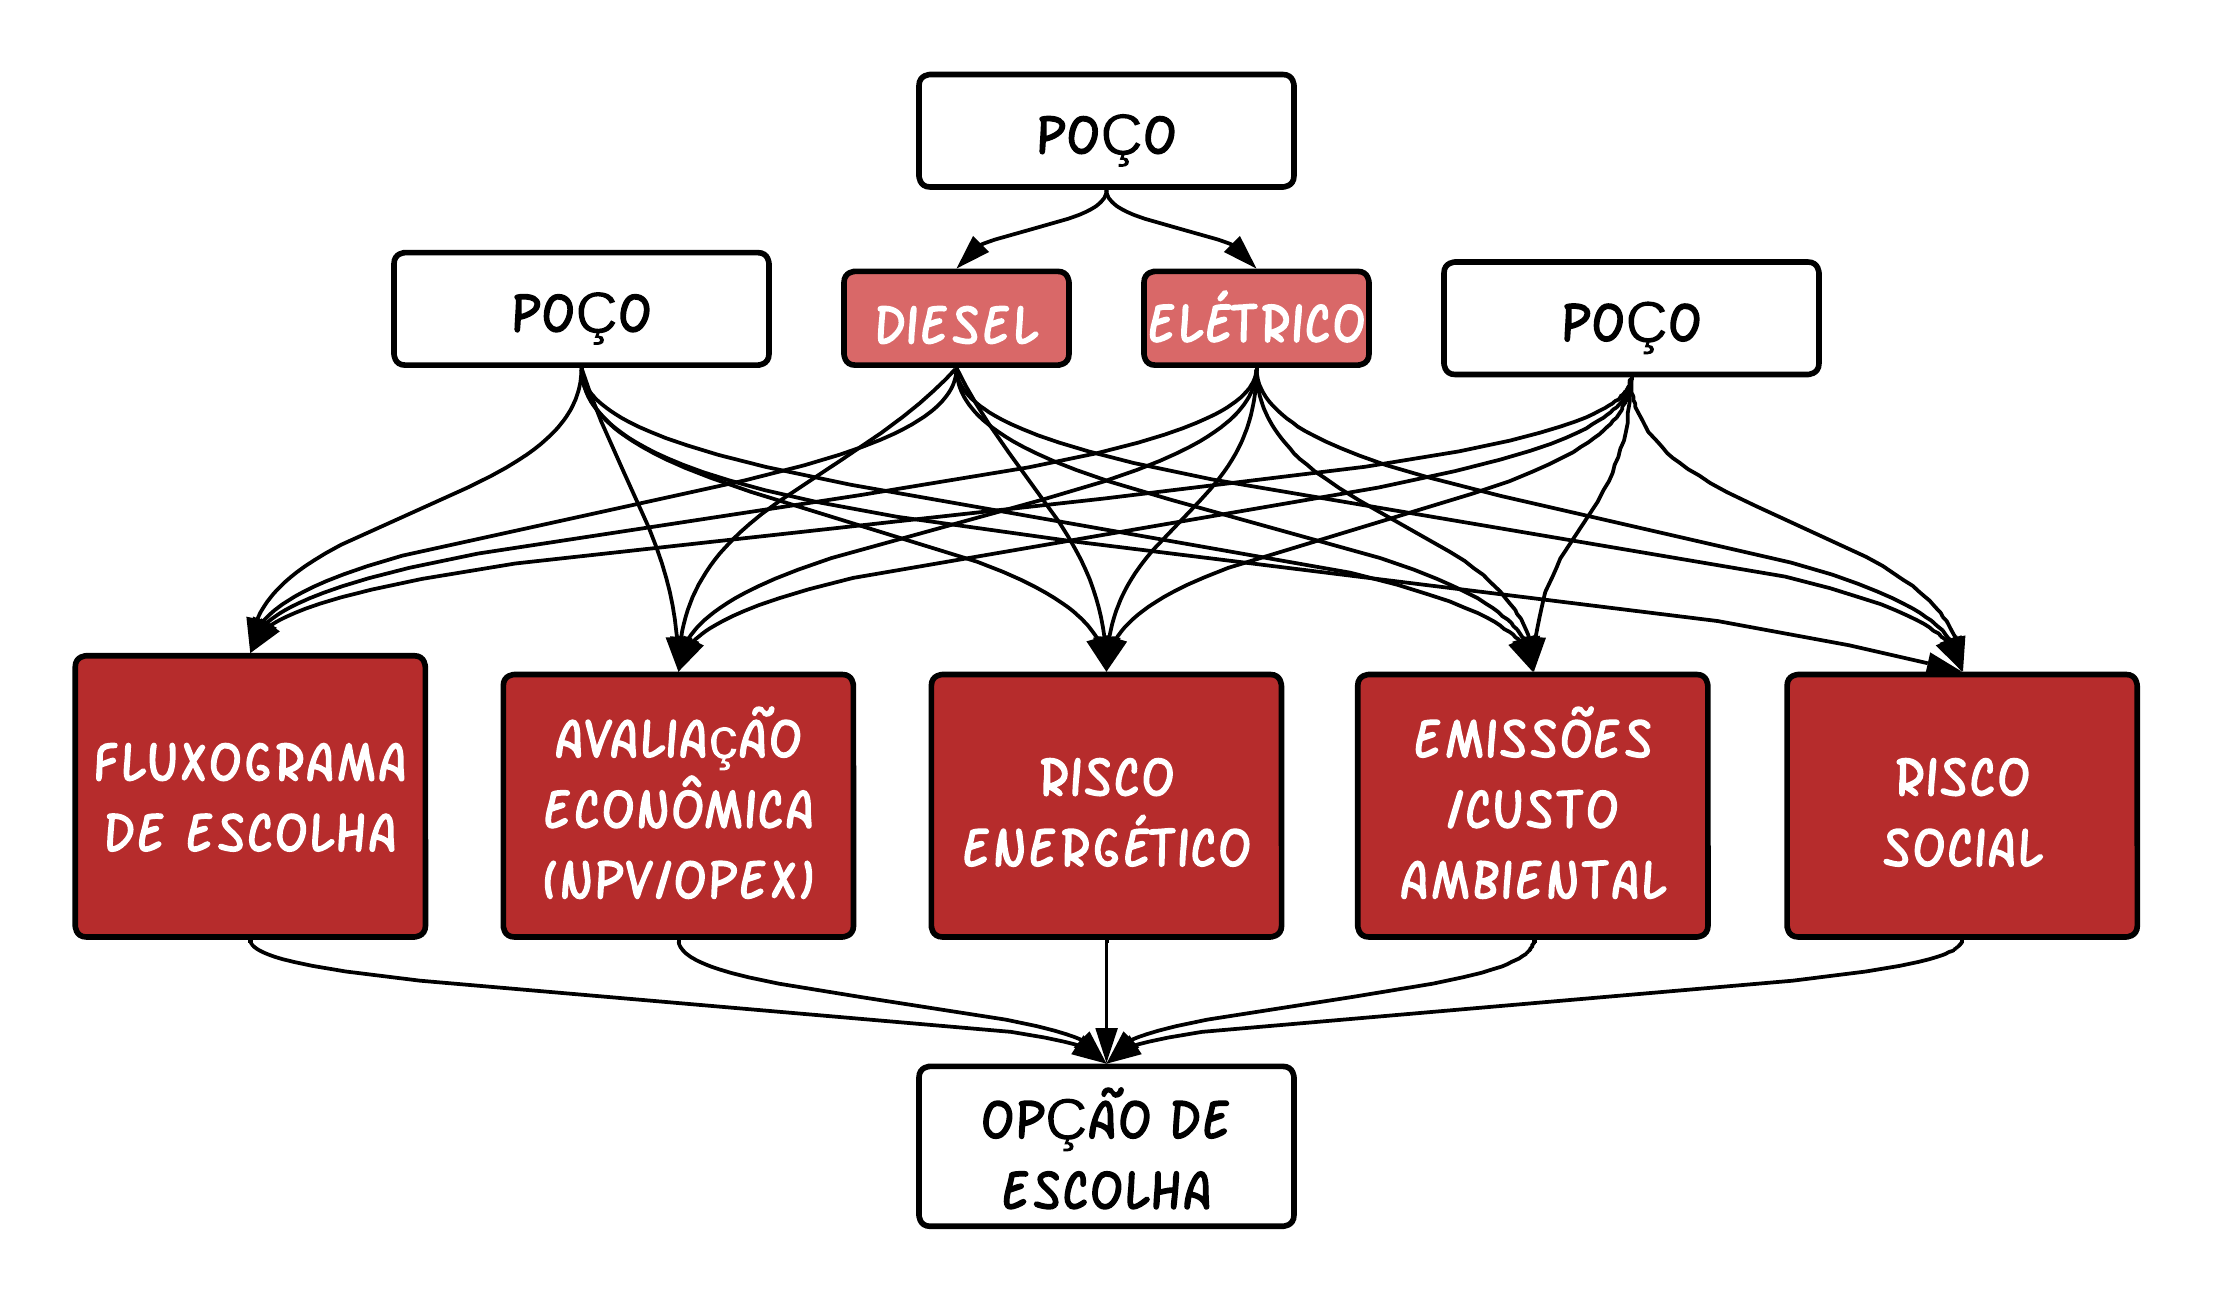 POÇO
POÇO
DIESEL
ELÉTRICO
POÇO
FLUXOGRAMA
DE ESCOLHA
AVALIAÇÃO
ECONÔMICA
(NPV/OPEX)
RISCO
ENERGÉTICO
EMISSÕES
/CUSTO
AMBIENTAL
RISCO
SOCIAL
OPÇÃO DE
ESCOLHA